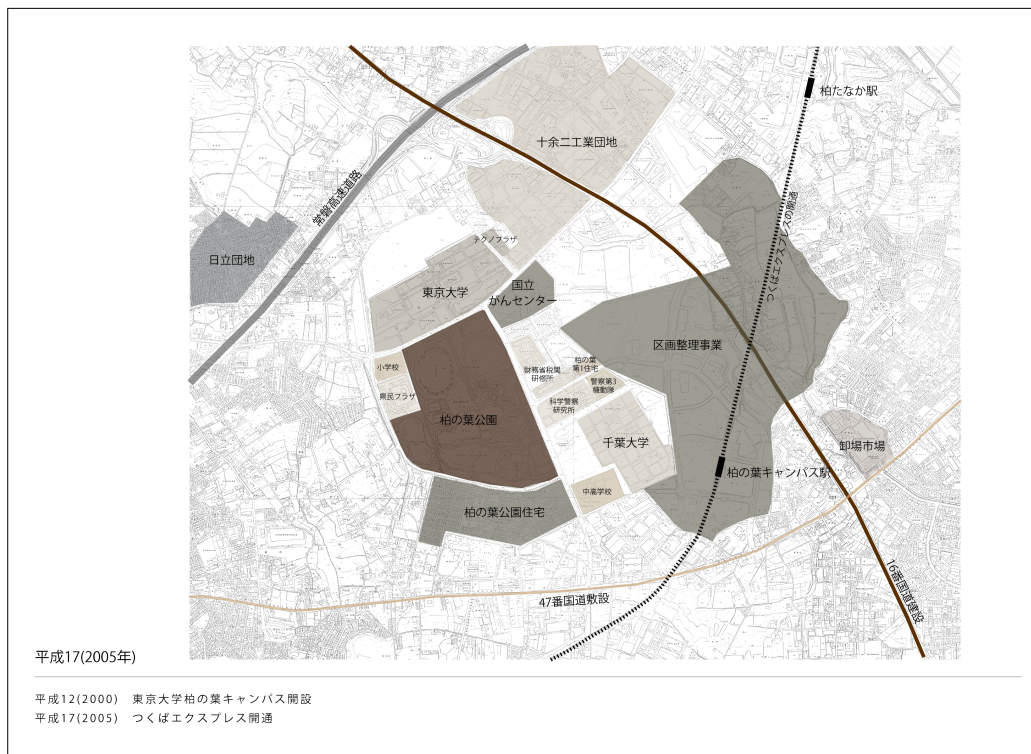 柏たなか駅
十余二工業団地
常磐高速道路
つくばエクスプレスの開通
テクノプラザ
日立団地
東京大学
国立
がんセンター
区画整理事業
小学校
財務省税関
研修所
柏の葉
第1住宅
警察第3
機動隊
県民プラザ
科学警察
研究所
柏の葉公園
千葉大学
卸場市場
柏の葉キャンパス駅
中高学校
柏の葉公園住宅
16番国道建設
47番国道敷設
平成17(2005年)
平成12(2000) 東京大学柏の葉キャンパス開設
平成17(2005) つくばエクスプレス開通